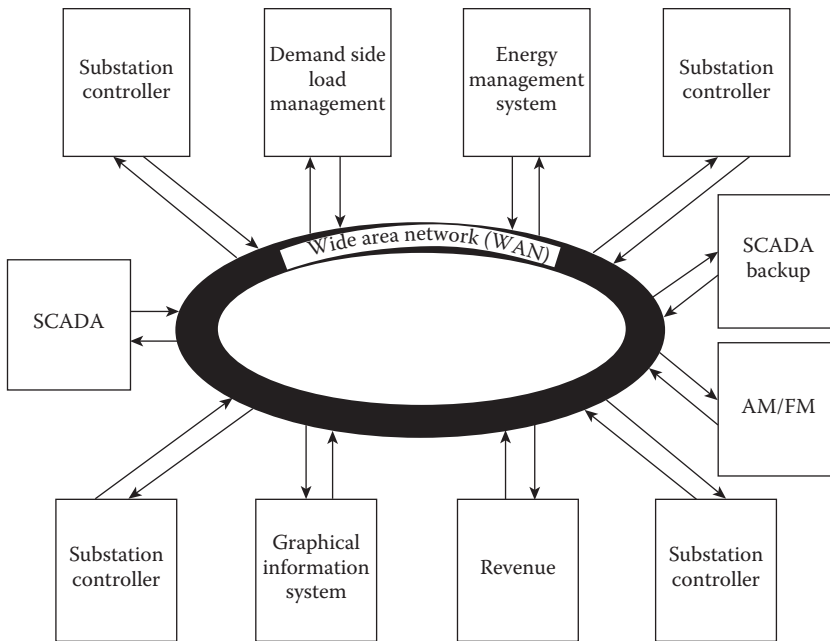 Substation
controller
Demand side
load
management
Energy
management
system
Substation
controller
Wide area network (WAN)
SCADA
backup
SCADA
AM/FM
Substation
controller
Graphical
information
system
Revenue
Substation
controller